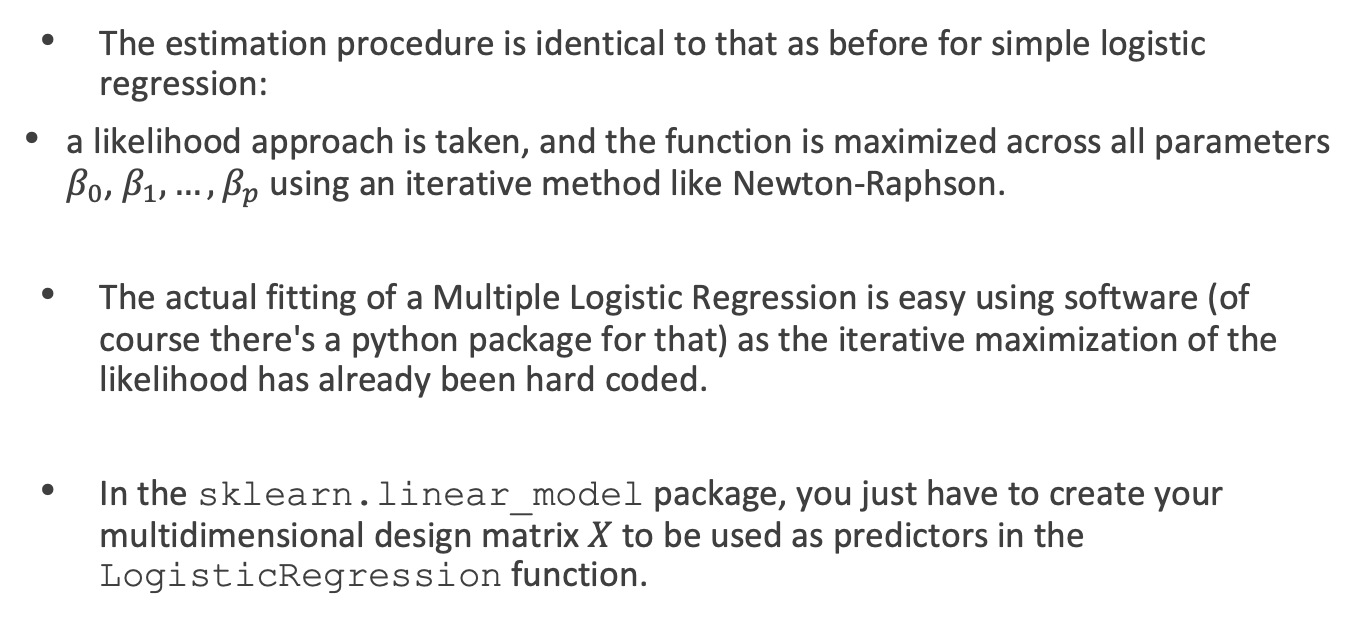 • The estimation procedure is identical to that as before for simple logistic
regression:
• a likelihood approach is taken, and the function is maximized across all parameters
β₀, β₁, … , βₚ using an iterative method like Newton-Raphson.
• The actual fitting of a Multiple Logistic Regression is easy using software (of
course there's a python package for that) as the iterative maximization of the
likelihood has already been hard coded.
• In the sklearn.linear_model package, you just have to create your
multidimensional design matrix X to be used as predictors in the
LogisticRegression function.